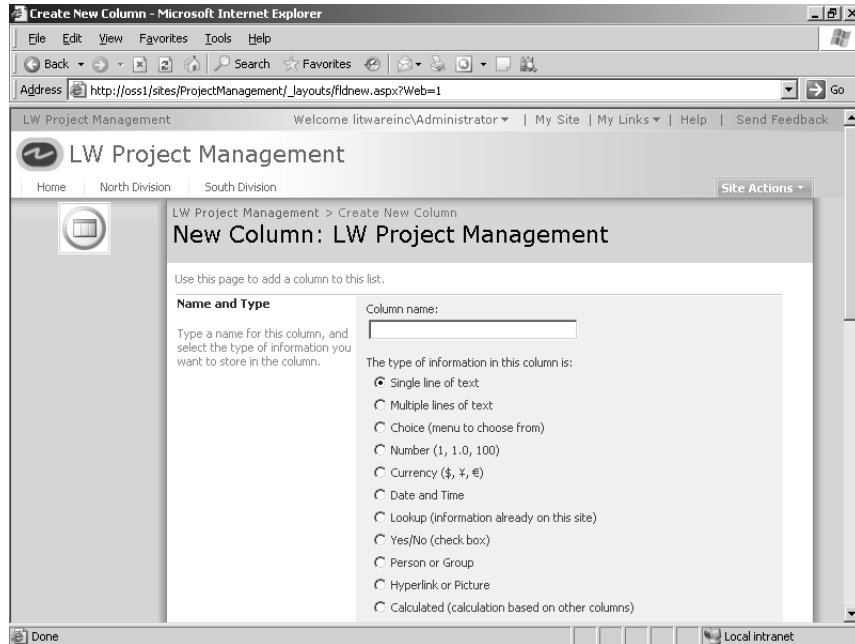 Create New Column - Microsoft Internet Explorer
File Edit View Favorites Tools Help
Back Search Favorites
Address http://oss1/sites/ProjectManagement/_layouts/fldnew.aspx?Web=1 Go
LW Project Management Welcome litwareinc\Administrator | My Site | My Links | Help | Send Feedback
LW Project Management
Home North Division South Division Site Actions
LW Project Management > Create New Column
New Column: LW Project Management
Use this page to add a column to this list.
Name and Type
Type a name for this column, and
select the type of information you
want to store in the column.
Column name:
The type of information in this column is:
Single line of text
Multiple lines of text
Choice (menu to choose from)
Number (1, 1.0, 100)
Currency ($, ¥, €)
Date and Time
Lookup (information already on this site)
Yes/No (check box)
Person or Group
Hyperlink or Picture
Calculated (calculation based on other columns)
Done Local intranet